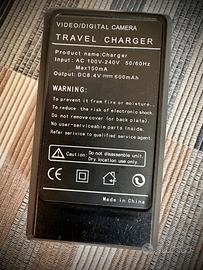 VIDEO/DIGITAL CAMERA
TRAVEL CHARGER
Product name:Charger
Input: AC 100V-240V 50/60Hz
Max150mA
Output: DC8.4V⎓600mAh
WARNING:
To prevent it from fire or misture.
To reduce the risk of electronic shock.
Do not remove cover (or back plate).
No user-serviceable parts Inside.
Refer service to qualified service agent.
Caution: Do not disassemble unit.
Dry location use only.
CE
Made in China